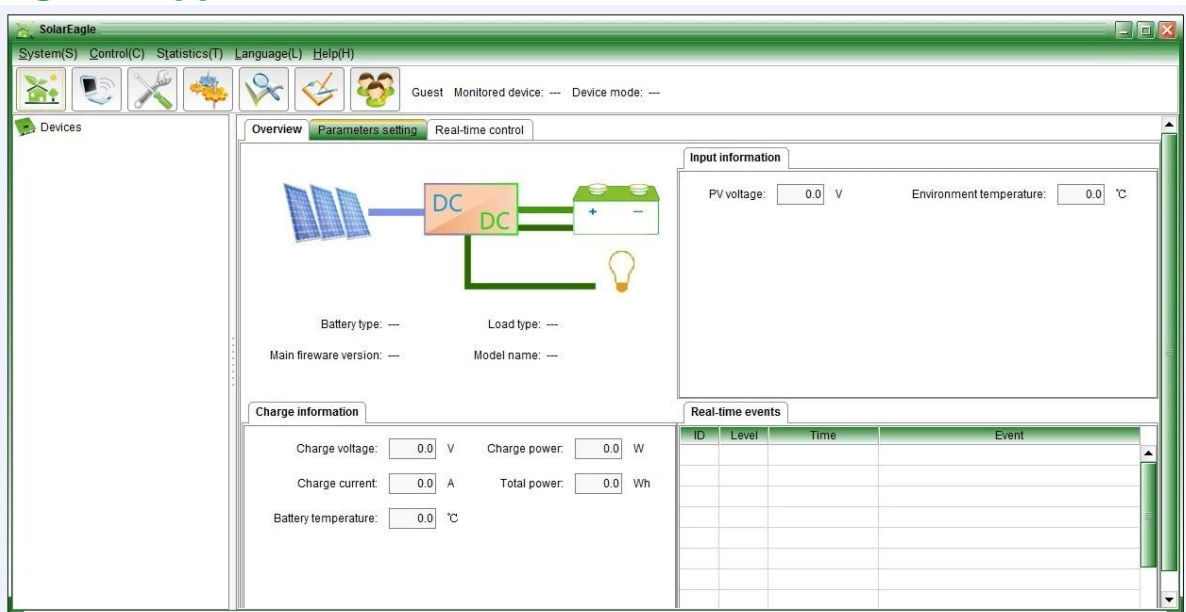 SolarEagle
System(S) Control(C) Statistics(T) Language(L) Help(H)
Guest Monitored device: --- Device mode: ---
Devices
Overview Parameters setting Real-time control
DC
DC
+ −
Battery type: --- Load type: ---
Main fireware version: --- Model name: ---
Input information
PV voltage: 0.0 V Environment temperature: 0.0 ℃
Charge information
Charge voltage: 0.0 V Charge power: 0.0 W
Charge current: 0.0 A Total power: 0.0 Wh
Battery temperature: 0.0 ℃
Real-time events
ID Level Time Event